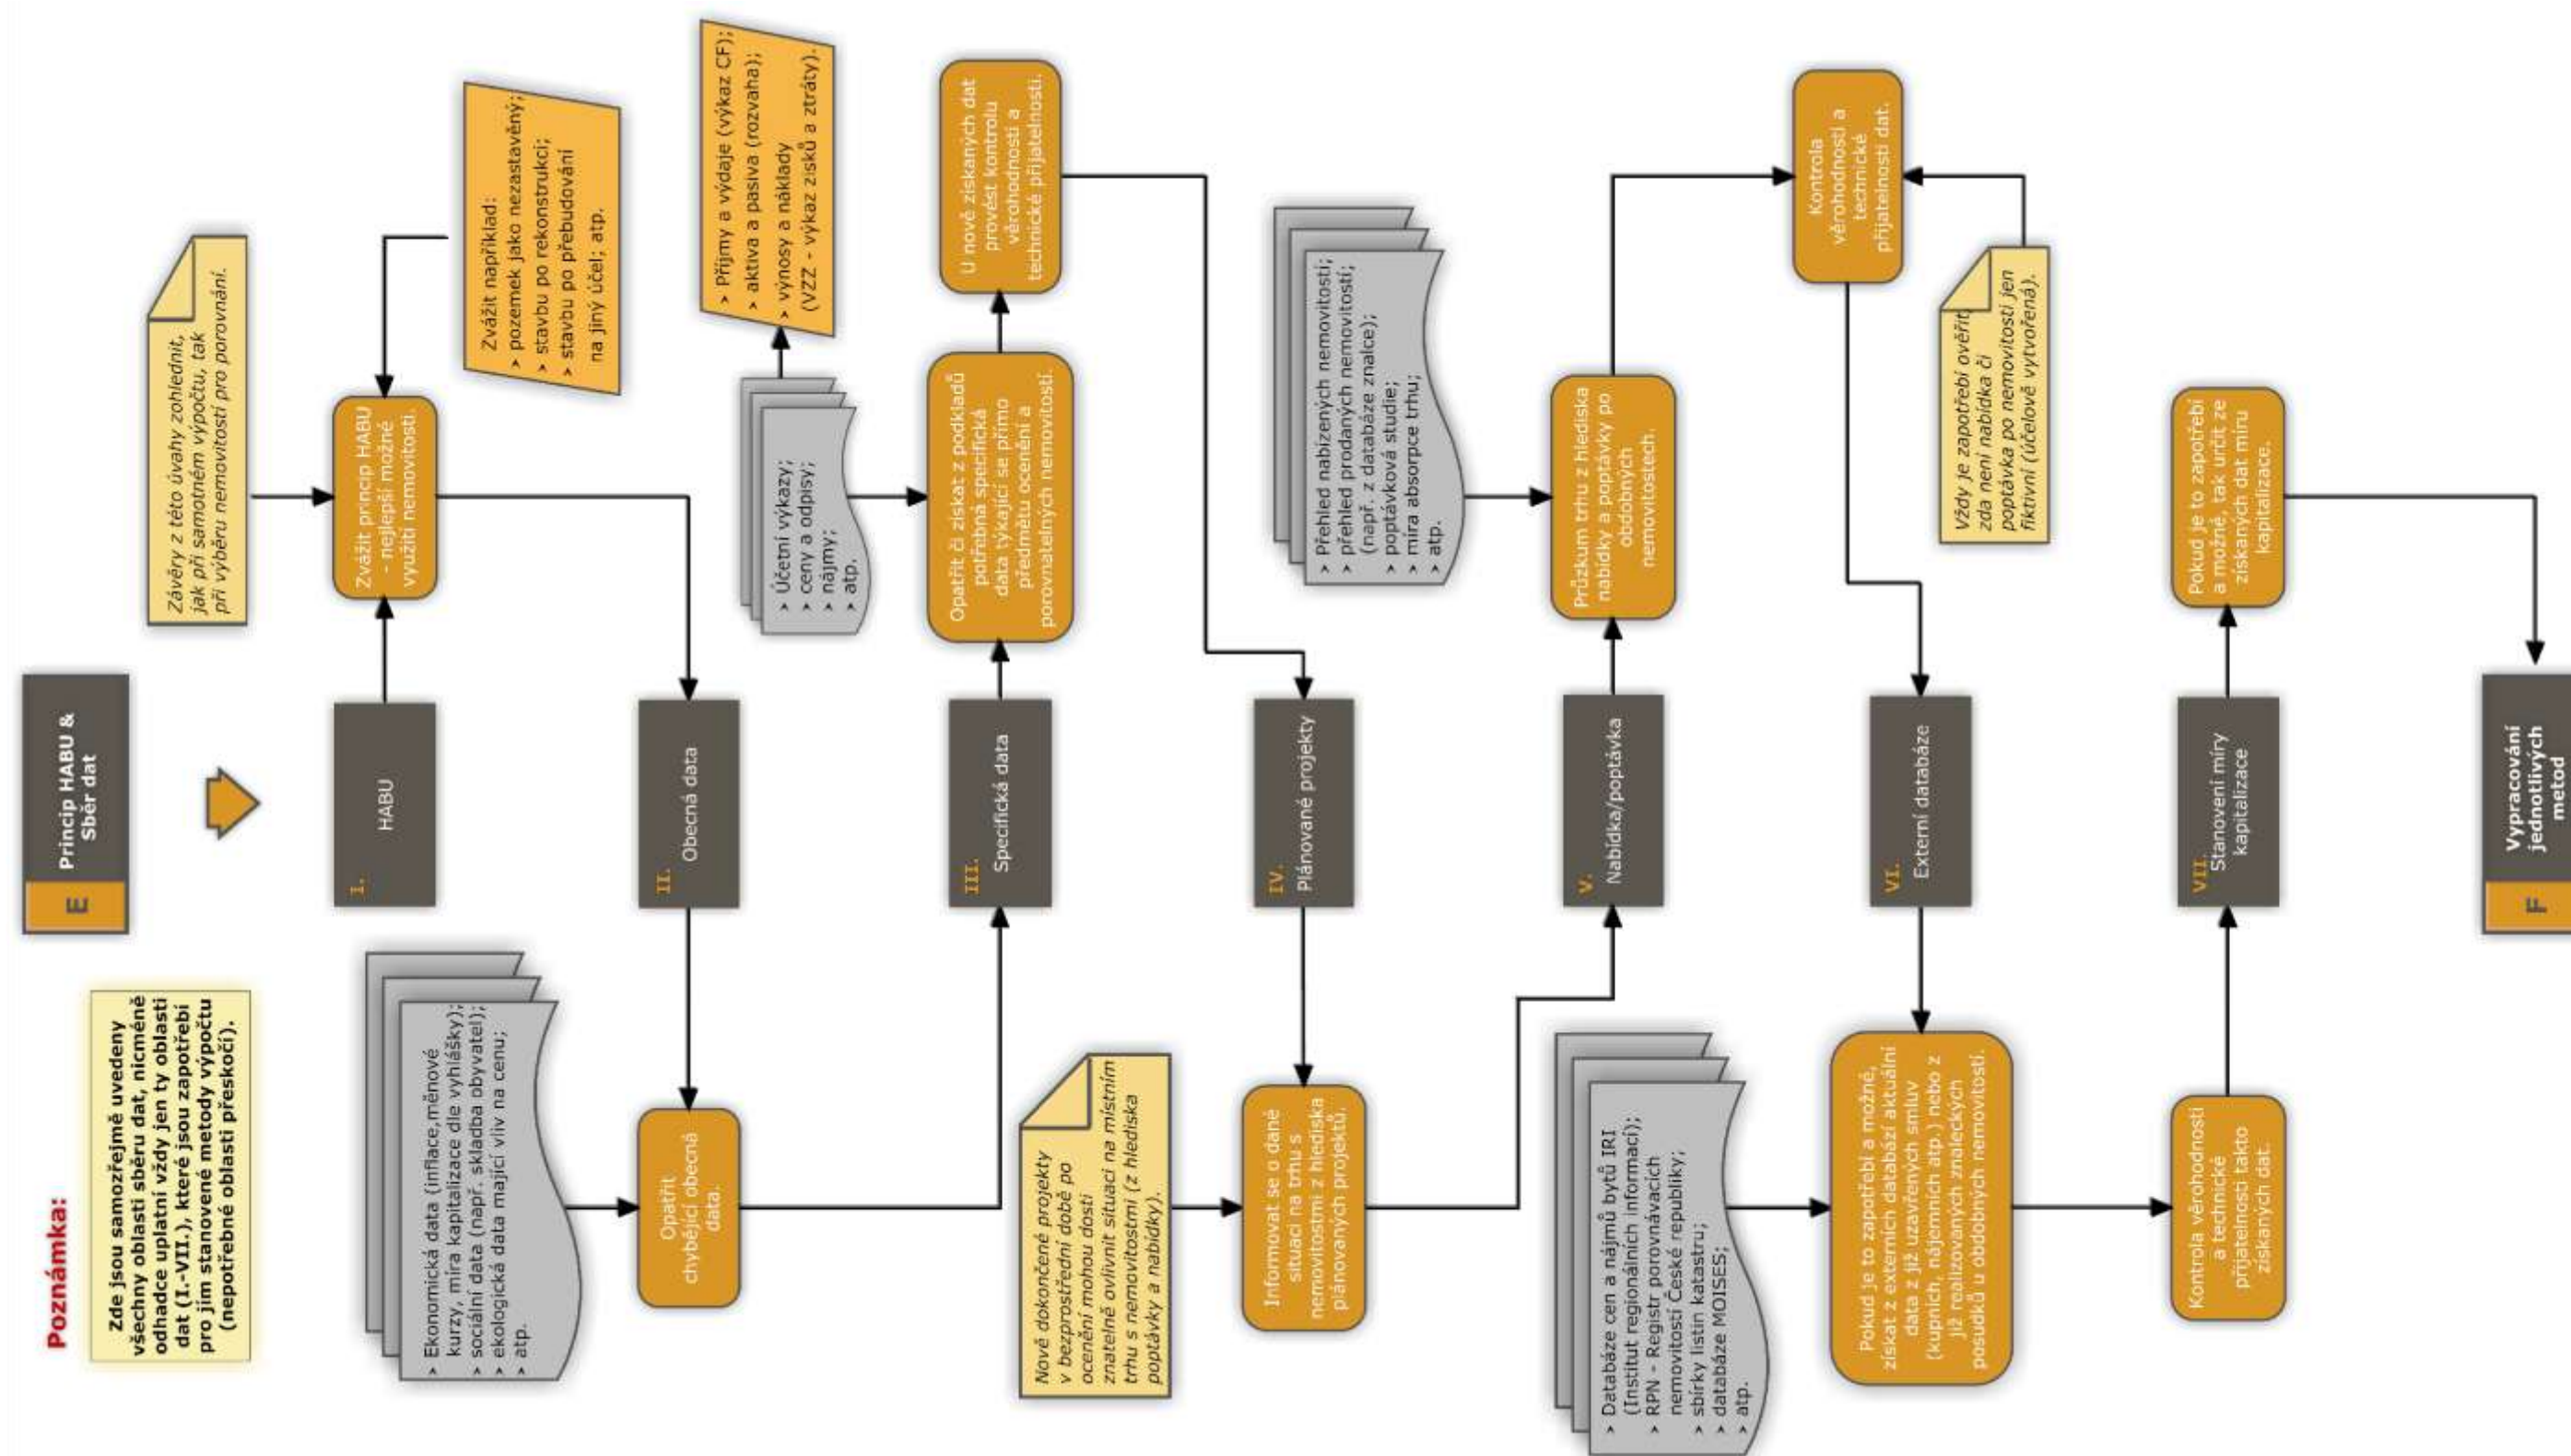 Poznámka:
Zde jsou samozřejmě uvedeny
všechny oblasti sběru dat, nicméně
odhadce uplatní vždy jen ty oblasti
dat (I.-VII.), které jsou zapotřebí
pro jím stanovené metody výpočtu
(nepotřebné oblasti přeskočí).
E
Princip HABU &
Sběr dat
Závěry z této úvahy zohlednit,
jak při samotném výpočtu, tak
při výběru nemovitostí pro porovnání.
I.
HABU
Zvážit princip HABU
- nejlepší možné
využití nemovitosti.
Zvážit například:
> pozemek jako nezastavěný;
> stavbu po rekonstrukci;
> stavbu po přebudování
na jiný účel; atp.
> Ekonomická data (inflace,měnové
kurzy, míra kapitalizace dle vyhlášky);
> sociální data (např. skladba obyvatel);
> ekologická data mající vliv na cenu;
> atp.
Opatřit
chybějící obecná
data.
II.
Obecná data
> Účetní výkazy;
> ceny a odpisy;
> nájmy;
> atp.
> Příjmy a výdaje (výkaz CF);
> aktiva a pasiva (rozvaha);
> výnosy a náklady
(VZZ - výkaz zisků a ztráty).
III.
Specifická data
Opatřit či získat z podkladů
potřebná specifická
data týkající se přímo
předmětu ocenění a
porovnatelných nemovitostí.
U nově získaných dat
provést kontrolu
věrohodnosti a
technické přijatelnosti.
Nově dokončené projekty
v bezprostřední době po
ocenění mohou dosti
znatelně ovlivnit situaci na místním
trhu s nemovitostmi (z hlediska
poptávky a nabídky).
Informovat se o dané
situaci na trhu s
nemovitostmi z hlediska
plánovaných projektů.
IV.
Plánované projekty
> Přehled nabízených nemovitostí;
> přehled prodaných nemovitostí;
(např. z databáze znalce);
> poptávková studie;
> míra absorpce trhu;
> atp.
V.
Nabídka/poptávka
Průzkum trhu z hlediska
nabídky a poptávky po
obdobných
nemovitostech.
Kontrola
věrohodnosti a
technické
přijatelnosti dat.
Vždy je zapotřebí ověřit,
zda není nabídka či
poptávka po nemovitosti jen
fiktivní (účelově vytvořená).
> Databáze cen a nájmů bytů IRI
(Institut regionálních informací);
> RPN - Registr porovnávacích
nemovitostí České republiky;
> sbírky listin katastru;
> databáze MOISES;
> atp.
Pokud je to zapotřebí a možné,
získat z externích databází aktuální
data z již uzavřených smluv
(kupních, nájemních atp.) nebo z
již realizovaných znaleckých
posudků u obdobných nemovitostí.
VI.
Externí databáze
Kontrola věrohodnosti
a technické
přijatelnosti takto
získaných dat.
VII.
Stanovení míry
kapitalizace
Pokud je to zapotřebí
a možné, tak určit ze
získaných dat míru
kapitalizace.
F
Vypracování
jednotlivých
metod